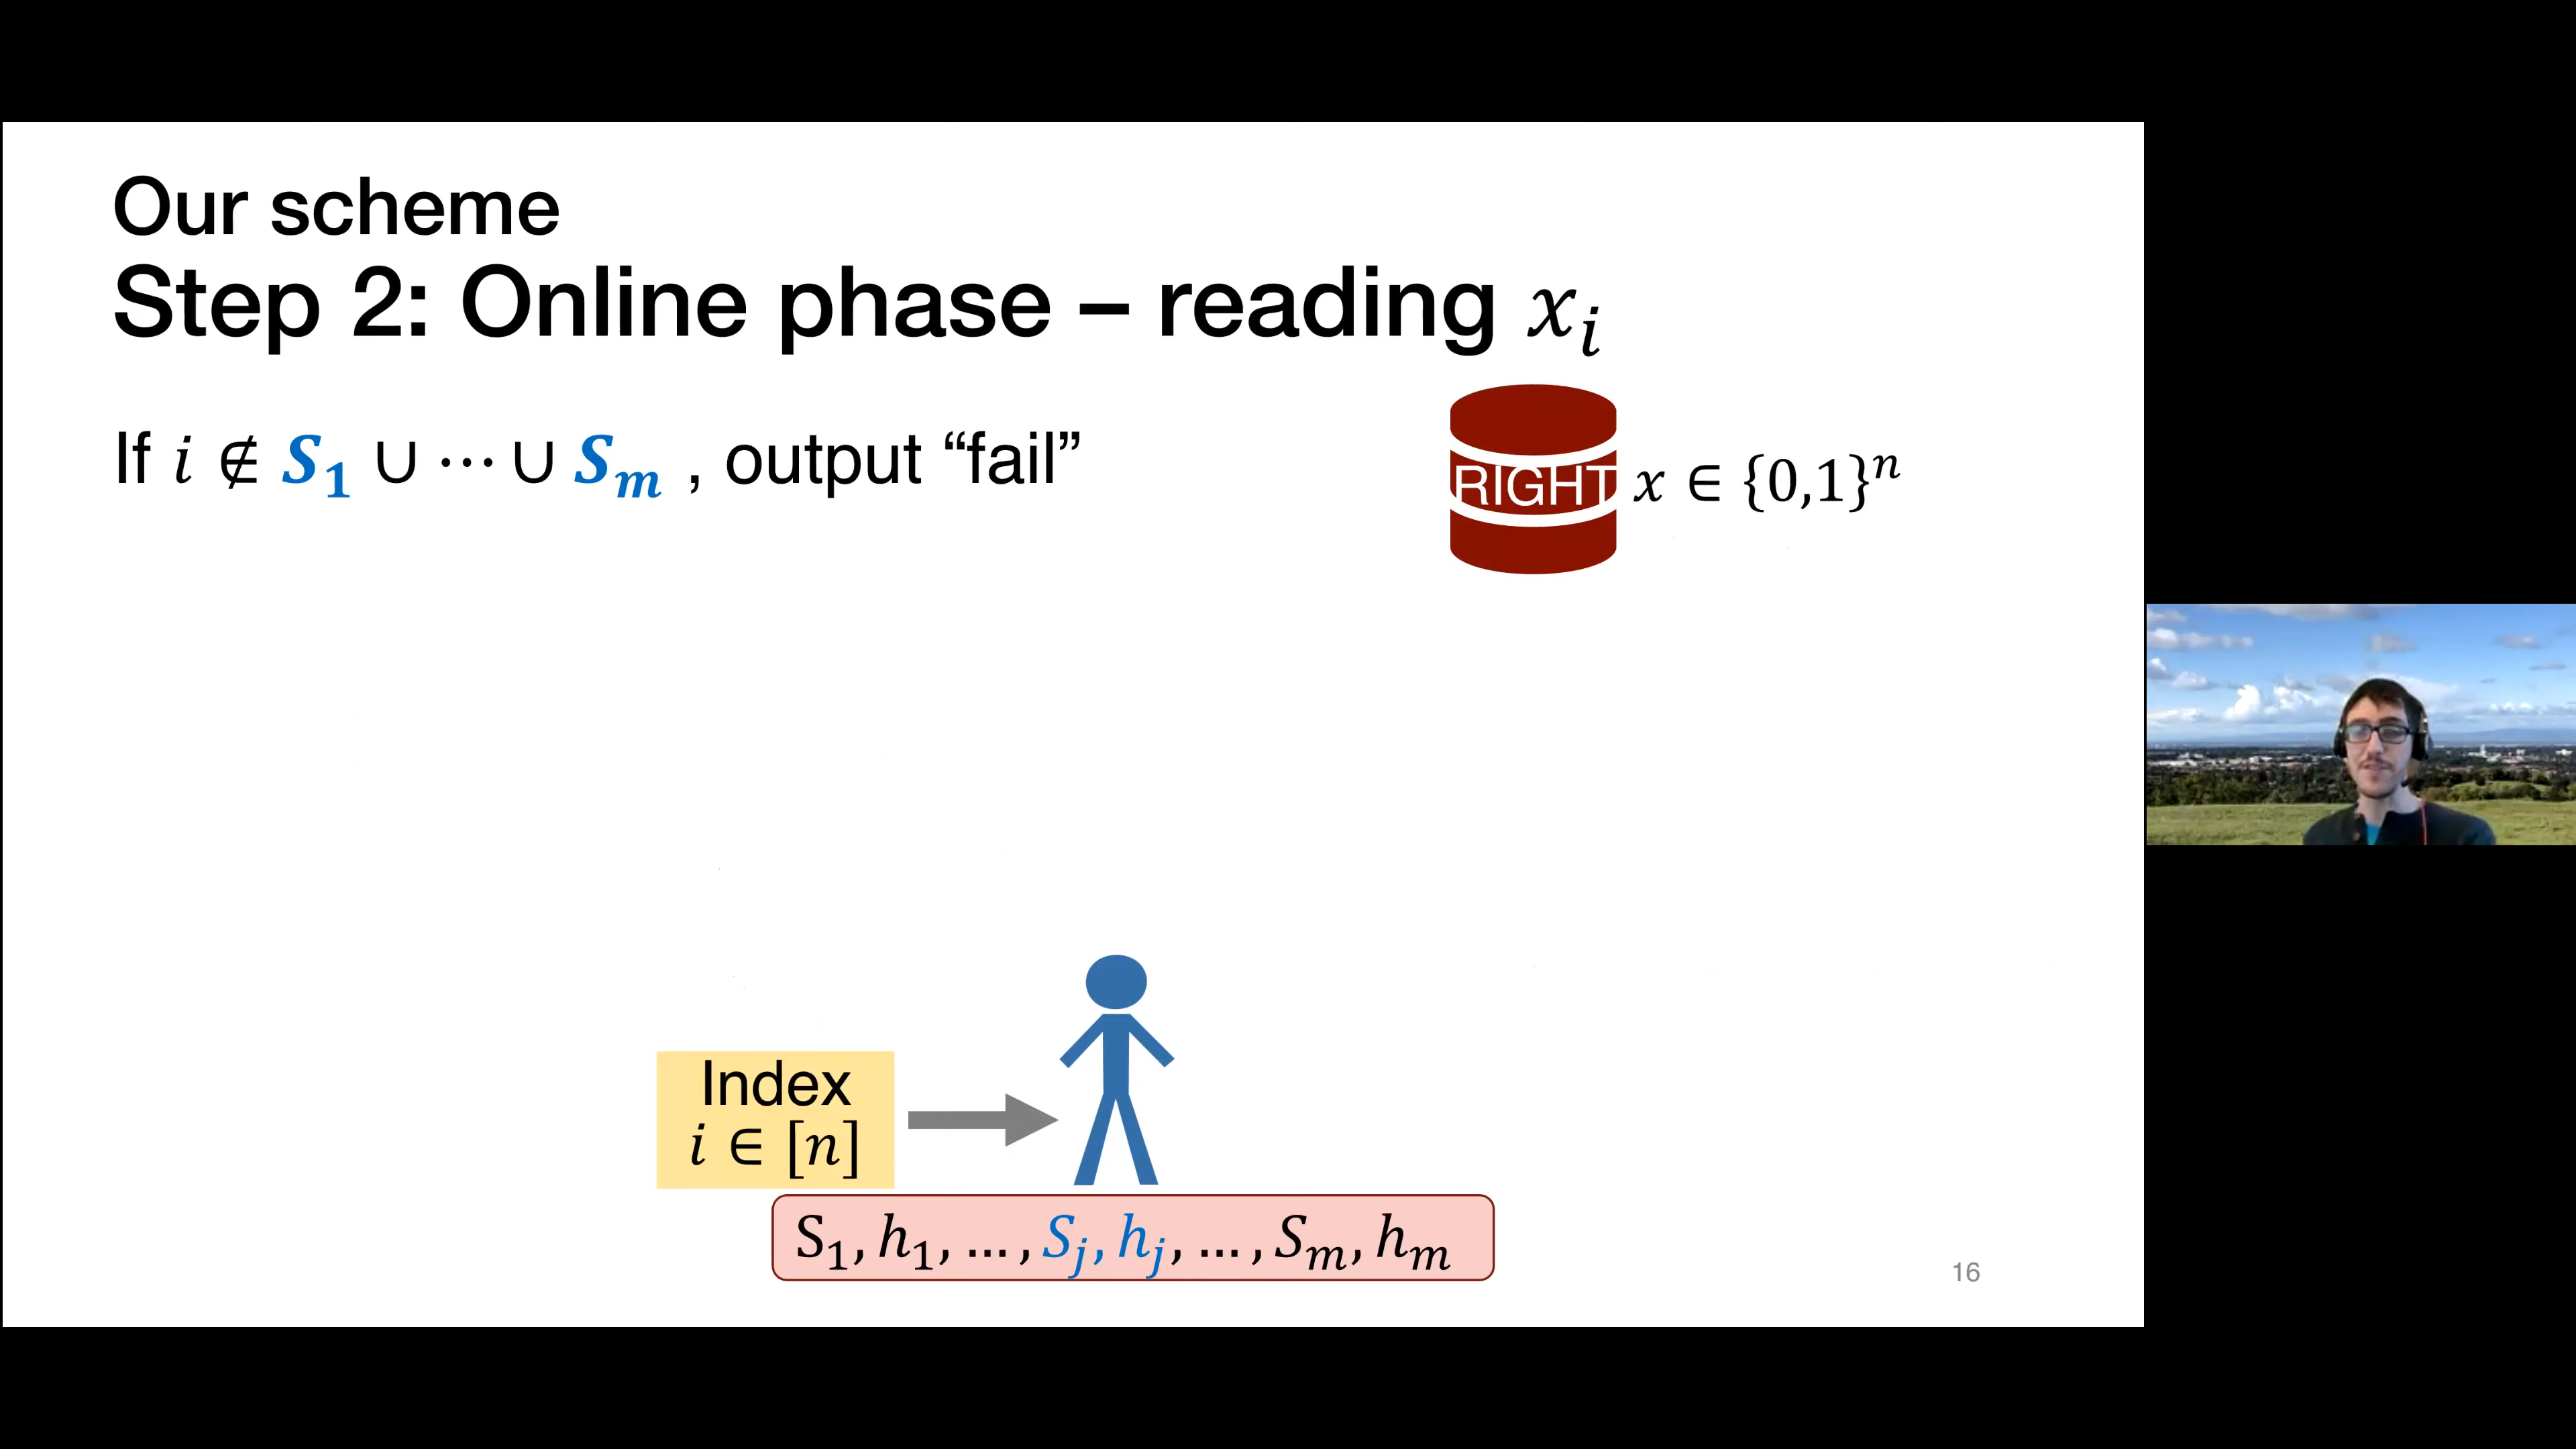 Our scheme
Step 2: Online phase – reading xᵢ
If i ∉ S₁ ∪ ⋯ ∪ Sₘ , output “fail”
RIGHT x ∈ {0,1}ⁿ
Index
i ∈ [n]
S₁, h₁, … , Sⱼ, hⱼ, … , Sₘ, hₘ
16